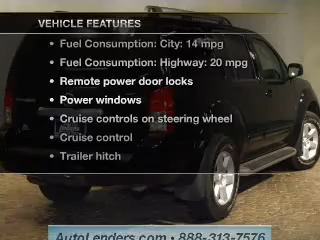 VEHICLE FEATURES
• Fuel Consumption: City: 14 mpg
• Fuel Consumption: Highway: 20 mpg
• Remote power door locks
• Power windows
• Cruise controls on steering wheel
• Cruise control
• Trailer hitch
AutoLenders.com • 888-313-7576